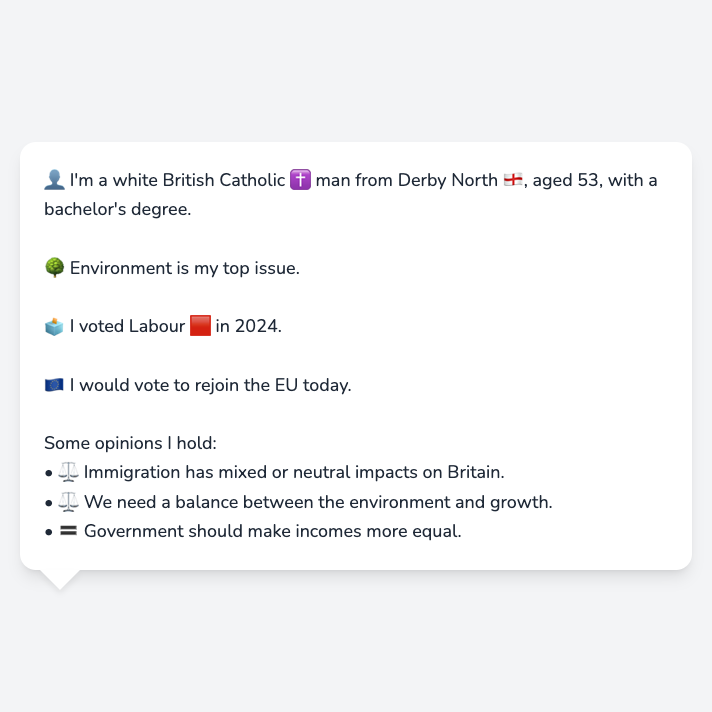 👤 I'm a white British Catholic ✝️ man from Derby North 🏴󠁧󠁢󠁥󠁮󠁧󠁿, aged 53, with a
bachelor's degree.
🌳 Environment is my top issue.
🗳️ I voted Labour 🟥 in 2024.
🇪🇺 I would vote to rejoin the EU today.
Some opinions I hold:
• ⚖️ Immigration has mixed or neutral impacts on Britain.
• ⚖️ We need a balance between the environment and growth.
• 🟰 Government should make incomes more equal.